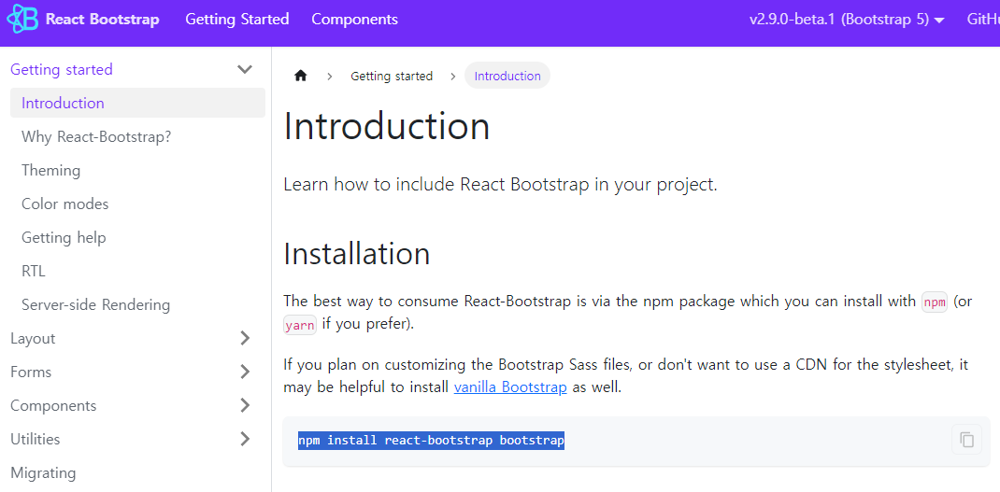 React Bootstrap Getting Started Components v2.9.0-beta.1 (Bootstrap 5) GitHu
Getting started
Introduction
Why React-Bootstrap?
Theming
Color modes
Getting help
RTL
Server-side Rendering
Layout
Forms
Components
Utilities
Migrating
Getting started Introduction
Introduction
Learn how to include React Bootstrap in your project.
Installation
The best way to consume React-Bootstrap is via the npm package which you can install with npm (or
yarn if you prefer).
If you plan on customizing the Bootstrap Sass files, or don't want to use a CDN for the stylesheet, it
may be helpful to install vanilla Bootstrap as well.
npm install react-bootstrap bootstrap